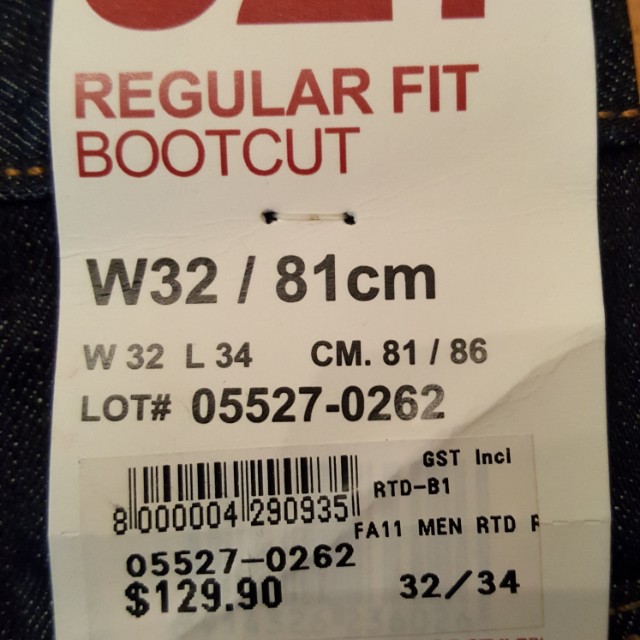 REGULAR FIT
BOOTCUT
W32 / 81cm
W 32 L 34 CM. 81 / 86
LOT# 05527-0262
GST Incl
RTD-B1
8 000004 290935
FA11 MEN RTD
05527-0262
$129.90 32/34